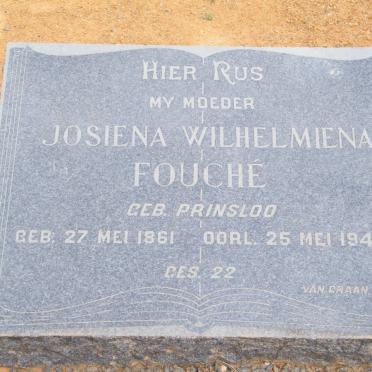 HIER RUS
MY MOEDER
JOSIENA WILHELMIENA
FOUCHÉ
GEB. PRINSLOO
GEB. 27 MEI 1861 OORL. 25 MEI 194
GES. 22
VAN GRAAN